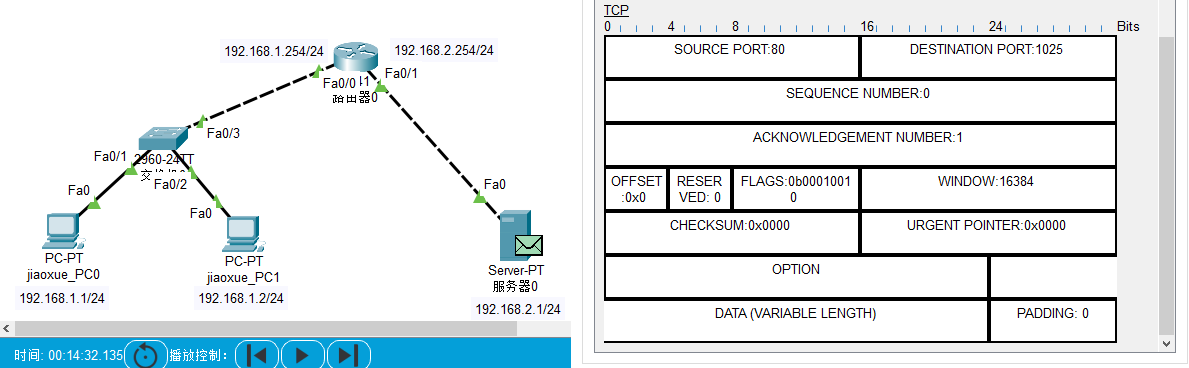 192.168.1.254/24
192.168.2.254/24
Fa0/0
41
Fa0/1
路由器0
Fa0/3
Fa0/1
2960-24TT
Fa0/2
Fa0
Fa0
Fa0
PC-PT
jiaoxue_PC0
PC-PT
jiaoxue_PC1
Server-PT
服务器0
192.168.1.1/24
192.168.1.2/24
192.168.2.1/24
时间: 00:14:32.135
播放控制:
TCP
0 4 8 16 24 Bits
SOURCE PORT:80
DESTINATION PORT:1025
SEQUENCE NUMBER:0
ACKNOWLEDGEMENT NUMBER:1
OFFSET
:0x0
RESER
VED: 0
FLAGS:0b0001001
0
WINDOW:16384
CHECKSUM:0x0000
URGENT POINTER:0x0000
OPTION
DATA (VARIABLE LENGTH)
PADDING: 0